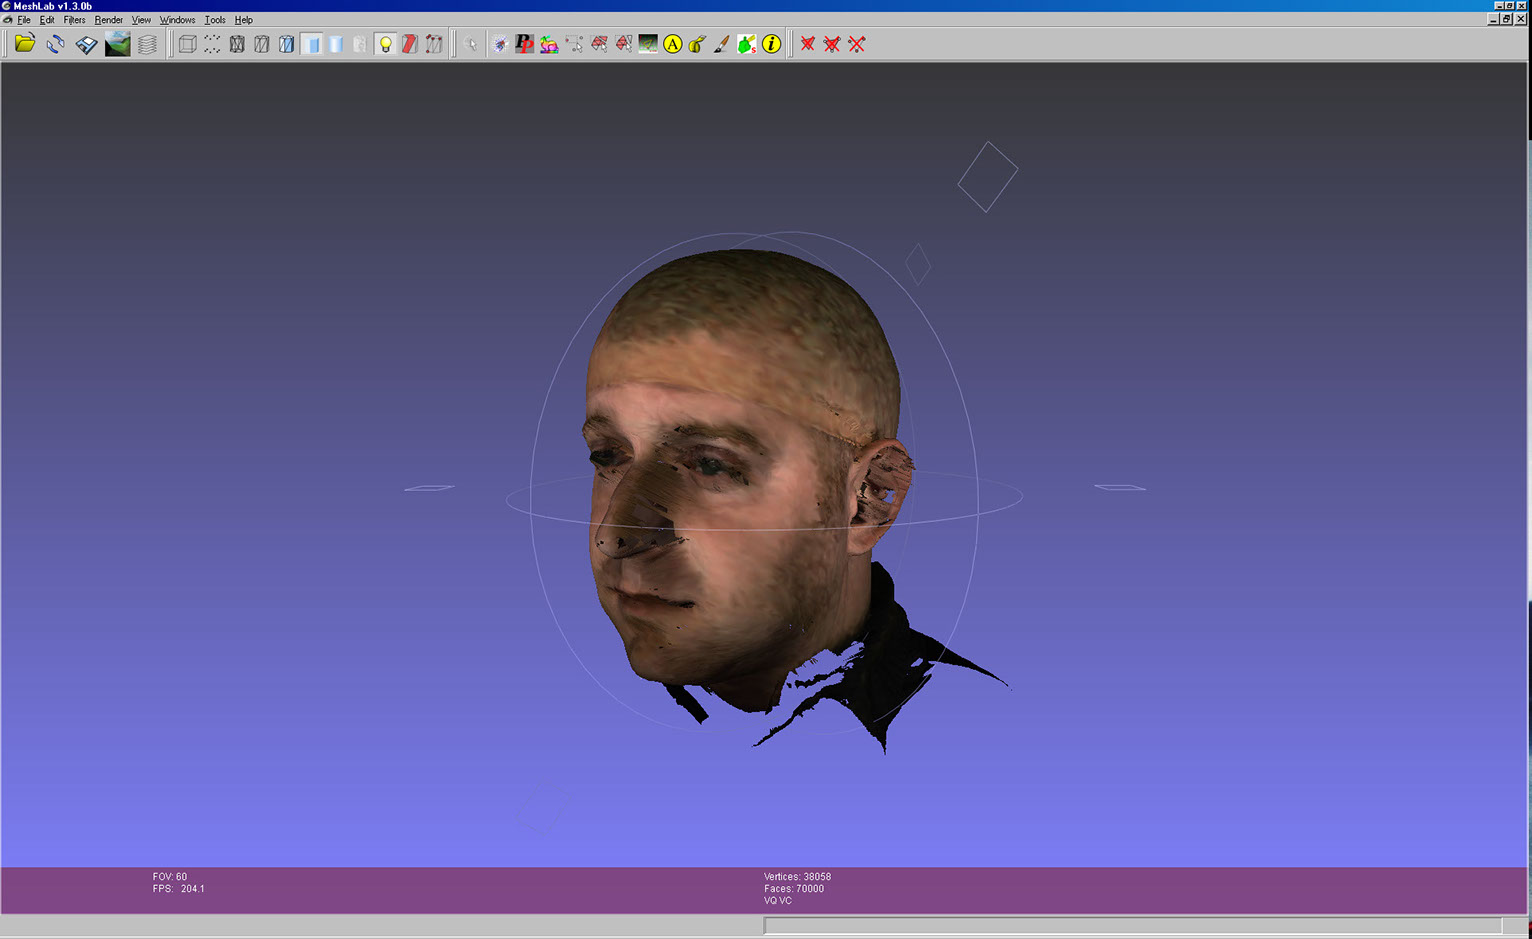 MeshLab v1.3.0b
File Edit Filters Render View Windows Tools Help
PP A s i
FOV: 60
FPS: 204.1
Vertices: 38058
Faces: 70000
VQ VC